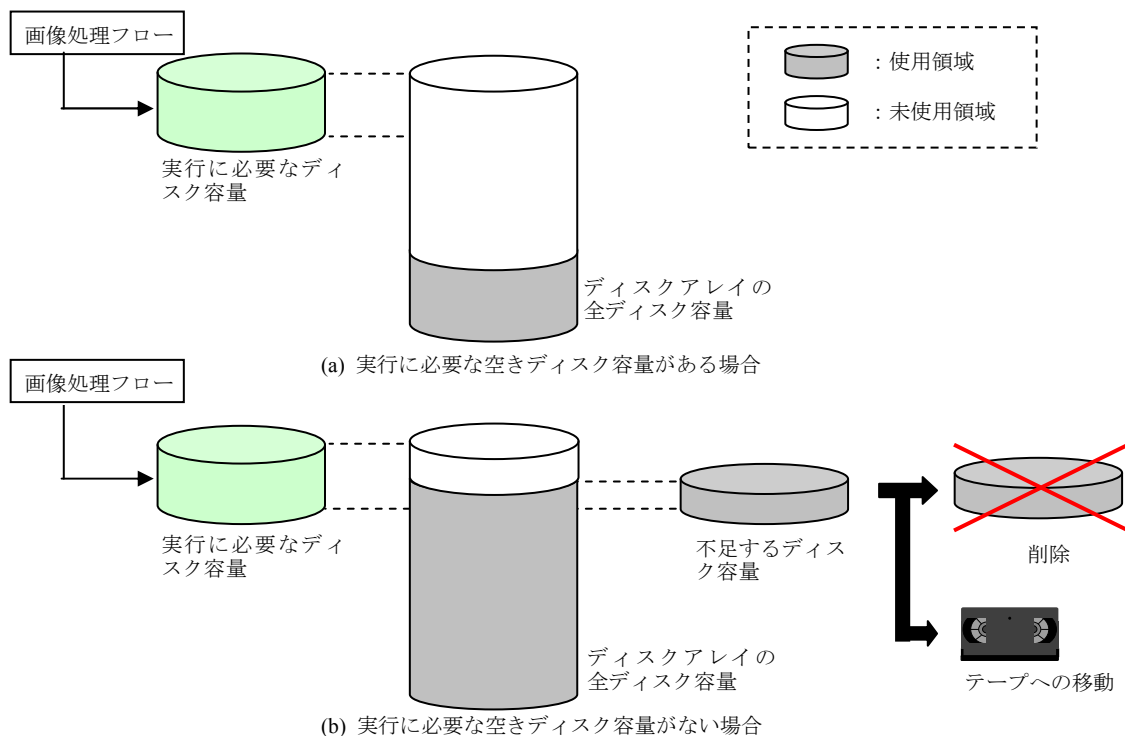 画像処理フロー
：使用領域
：未使用領域
実行に必要なディ
スク容量
ディスクアレイの
全ディスク容量
(a) 実行に必要な空きディスク容量がある場合
画像処理フロー
実行に必要なディ
スク容量
不足するディス
ク容量
削除
ディスクアレイの
全ディスク容量
テープへの移動
(b) 実行に必要な空きディスク容量がない場合